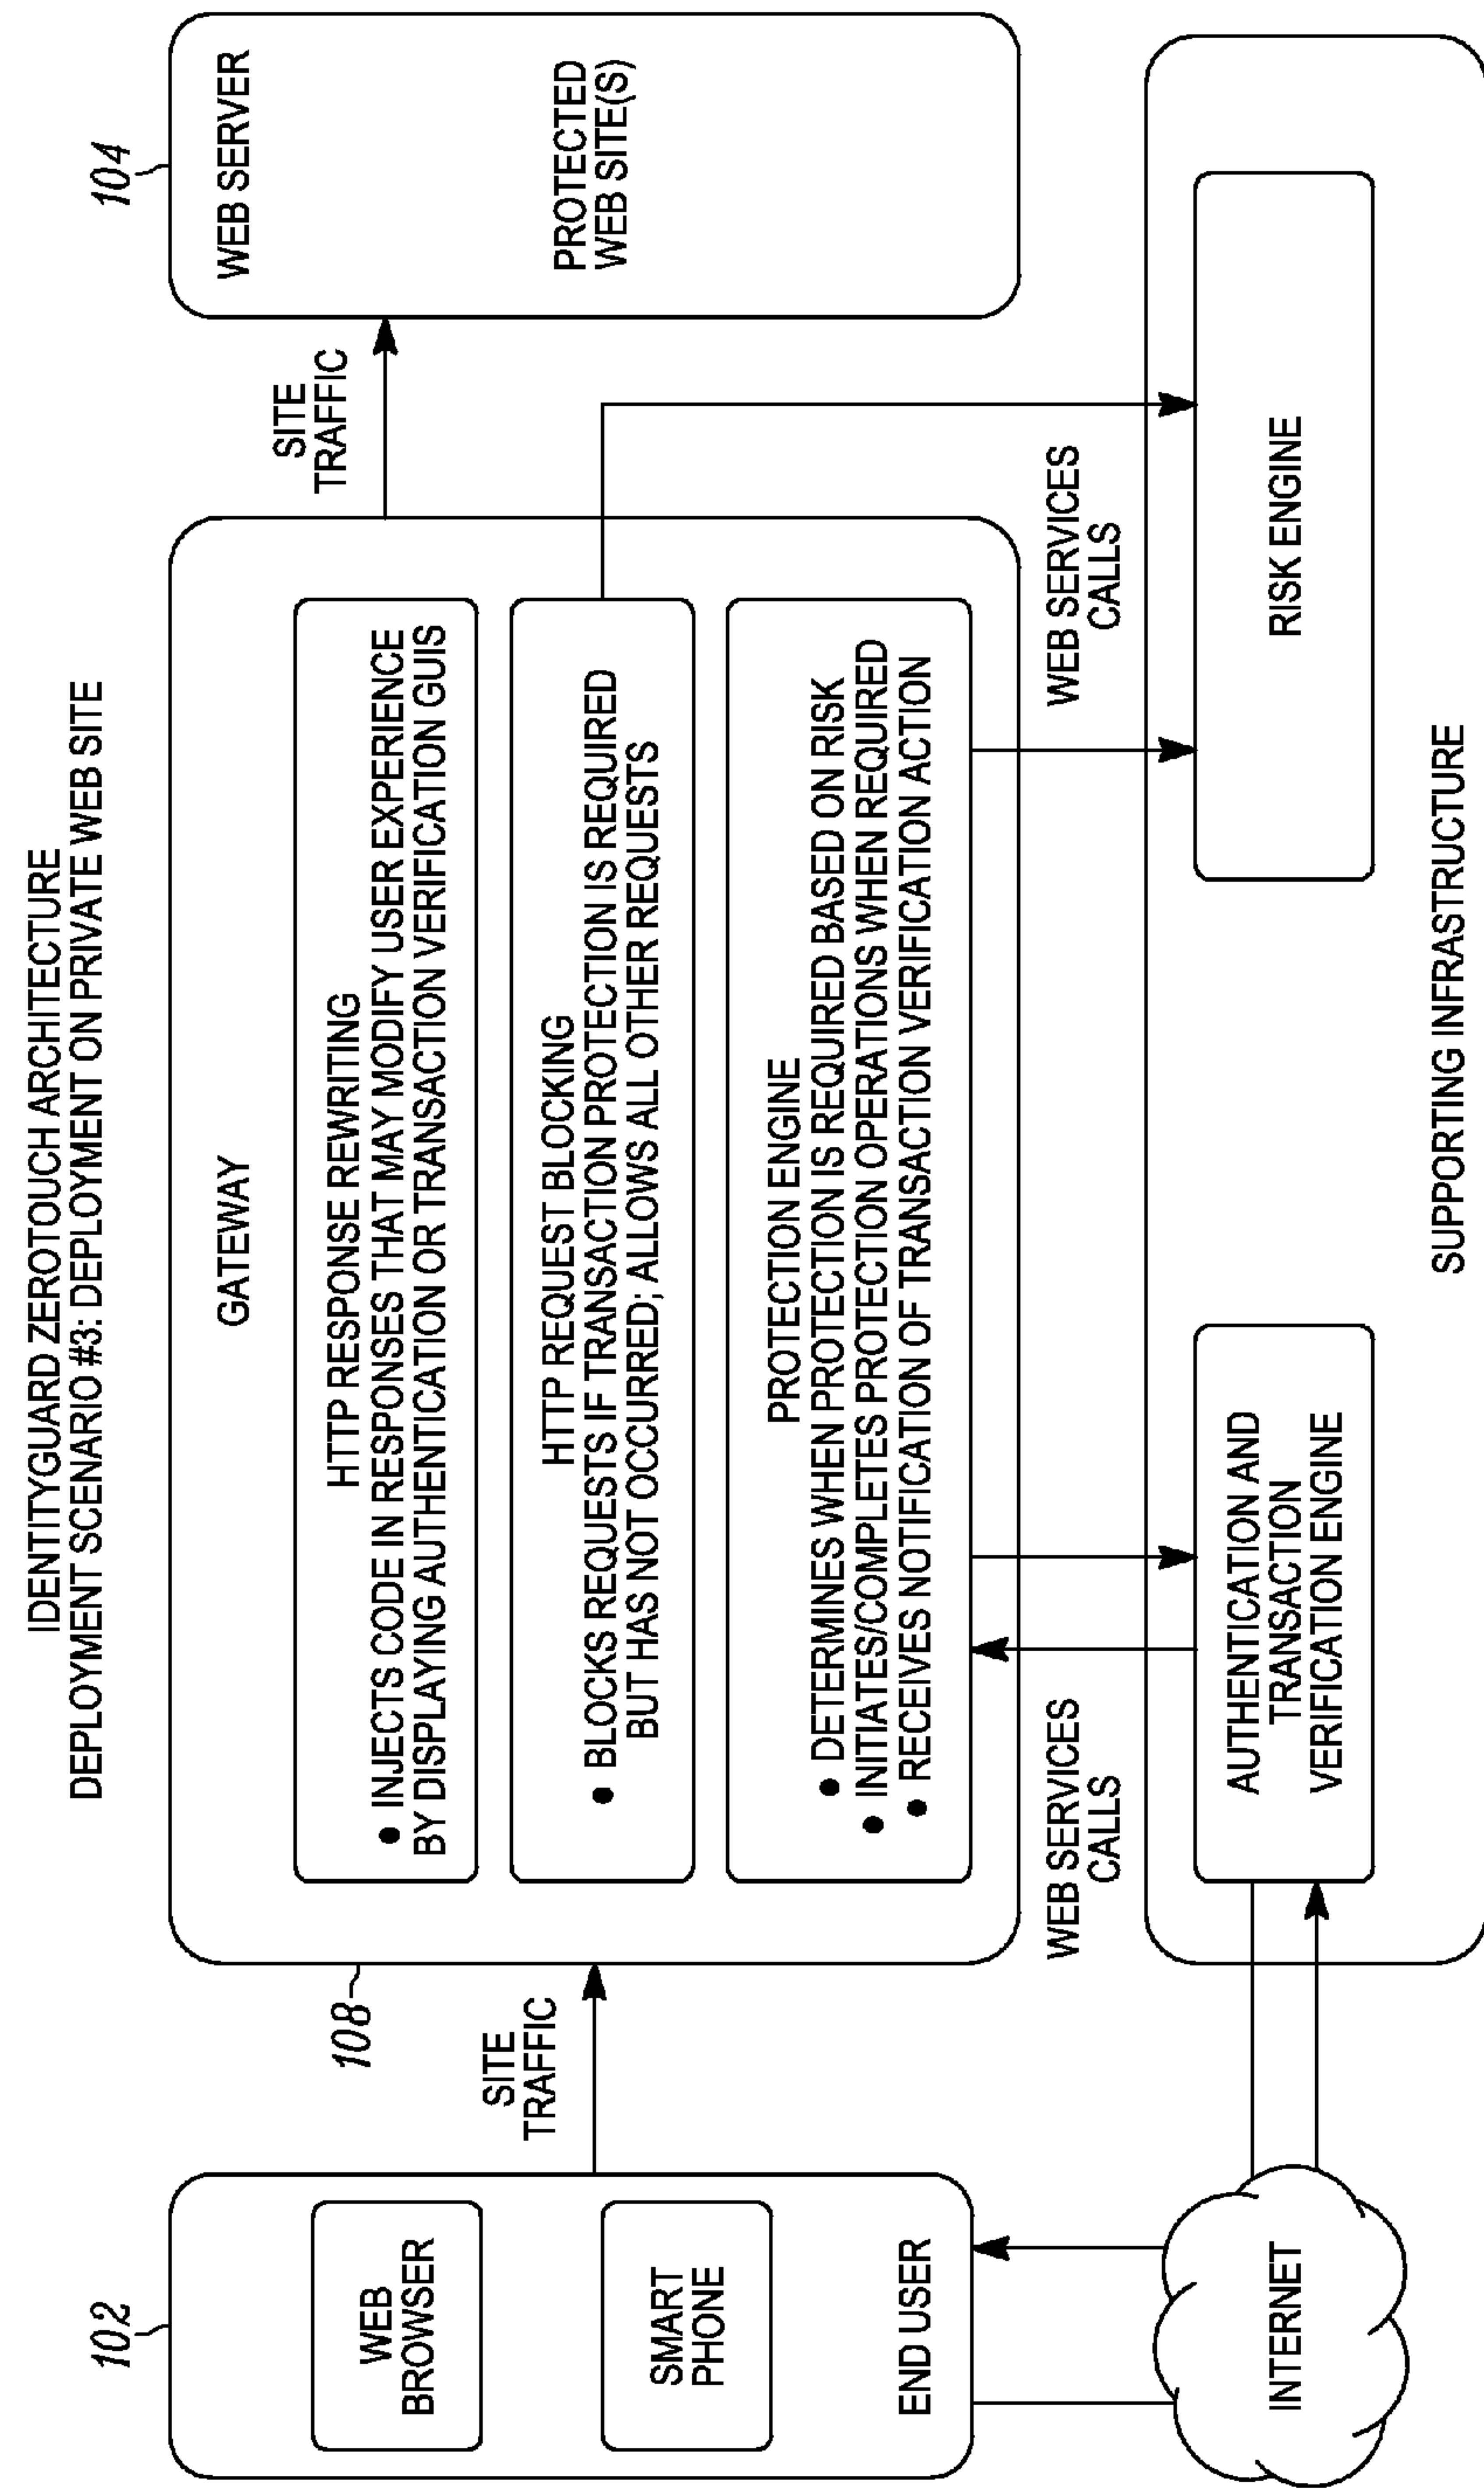 IDENTITYGUARD ZEROTOUCH ARCHITECTURE
DEPLOYMENT SCENARIO #3: DEPLOYMENT ON PRIVATE WEB SITE
102
WEB
BROWSER
SMART
PHONE
END USER
SITE
TRAFFIC
108
GATEWAY
HTTP RESPONSE REWRITING
• INJECTS CODE IN RESPONSES THAT MAY MODIFY USER EXPERIENCE
BY DISPLAYING AUTHENTICATION OR TRANSACTION VERIFICATION GUIS
HTTP REQUEST BLOCKING
• BLOCKS REQUESTS IF TRANSACTION PROTECTION IS REQUIRED
BUT HAS NOT OCCURRED; ALLOWS ALL OTHER REQUESTS
PROTECTION ENGINE
• DETERMINES WHEN PROTECTION IS REQUIRED BASED ON RISK
• INITIATES/COMPLETES PROTECTION OPERATIONS WHEN REQUIRED
• RECEIVES NOTIFICATION OF TRANSACTION VERIFICATION ACTION
SITE
TRAFFIC
104
WEB SERVER
PROTECTED
WEB SITE(S)
WEB SERVICES
CALLS
WEB SERVICES
CALLS
INTERNET
AUTHENTICATION AND
TRANSACTION
VERIFICATION ENGINE
RISK ENGINE
SUPPORTING INFRASTRUCTURE